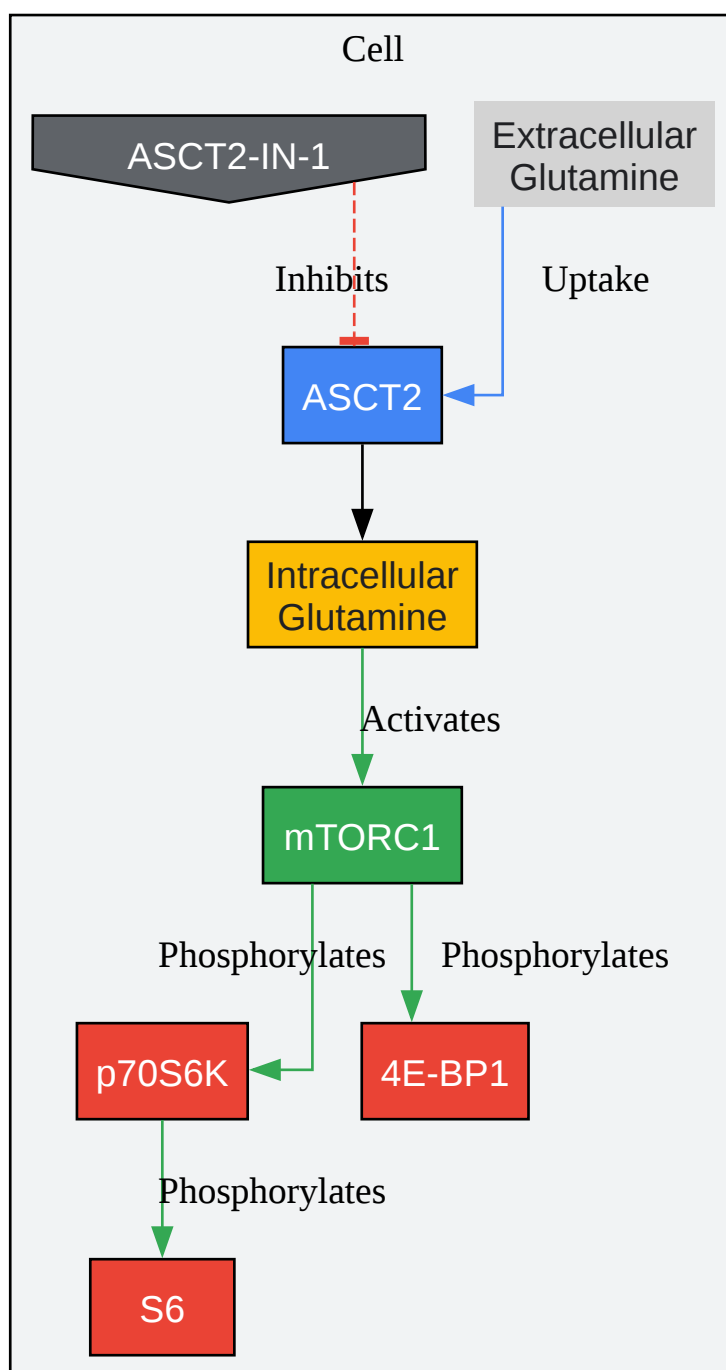 Cell
ASCT2-IN-1
Extracellular
Glutamine
Inhibits
Uptake
ASCT2
Intracellular
Glutamine
Activates
mTORC1
Phosphorylates
Phosphorylates
p70S6K
4E-BP1
Phosphorylates
S6